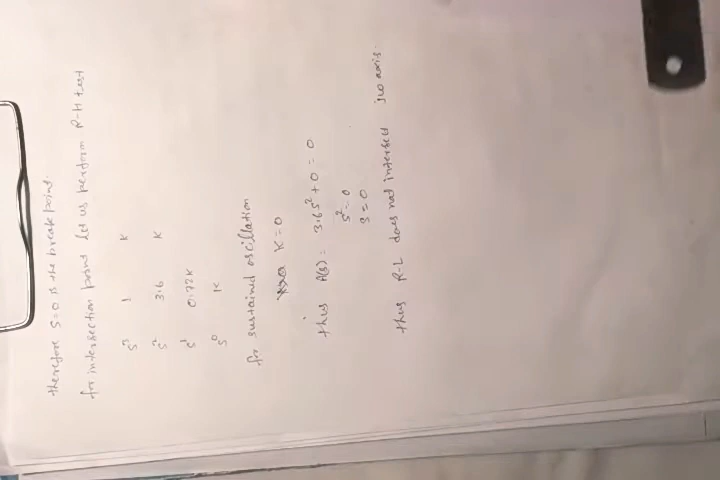 therefore S=0 is the break point.
for intersection point let us perform R-H test
S³ 1 K
S² 3.6 K
S¹ 0.72K
S⁰ K
for sustained oscillation
K=0
thus A(s) = 3.6S²+0=0
S²=0
S=0
thus R-L does not intersect jω axis.